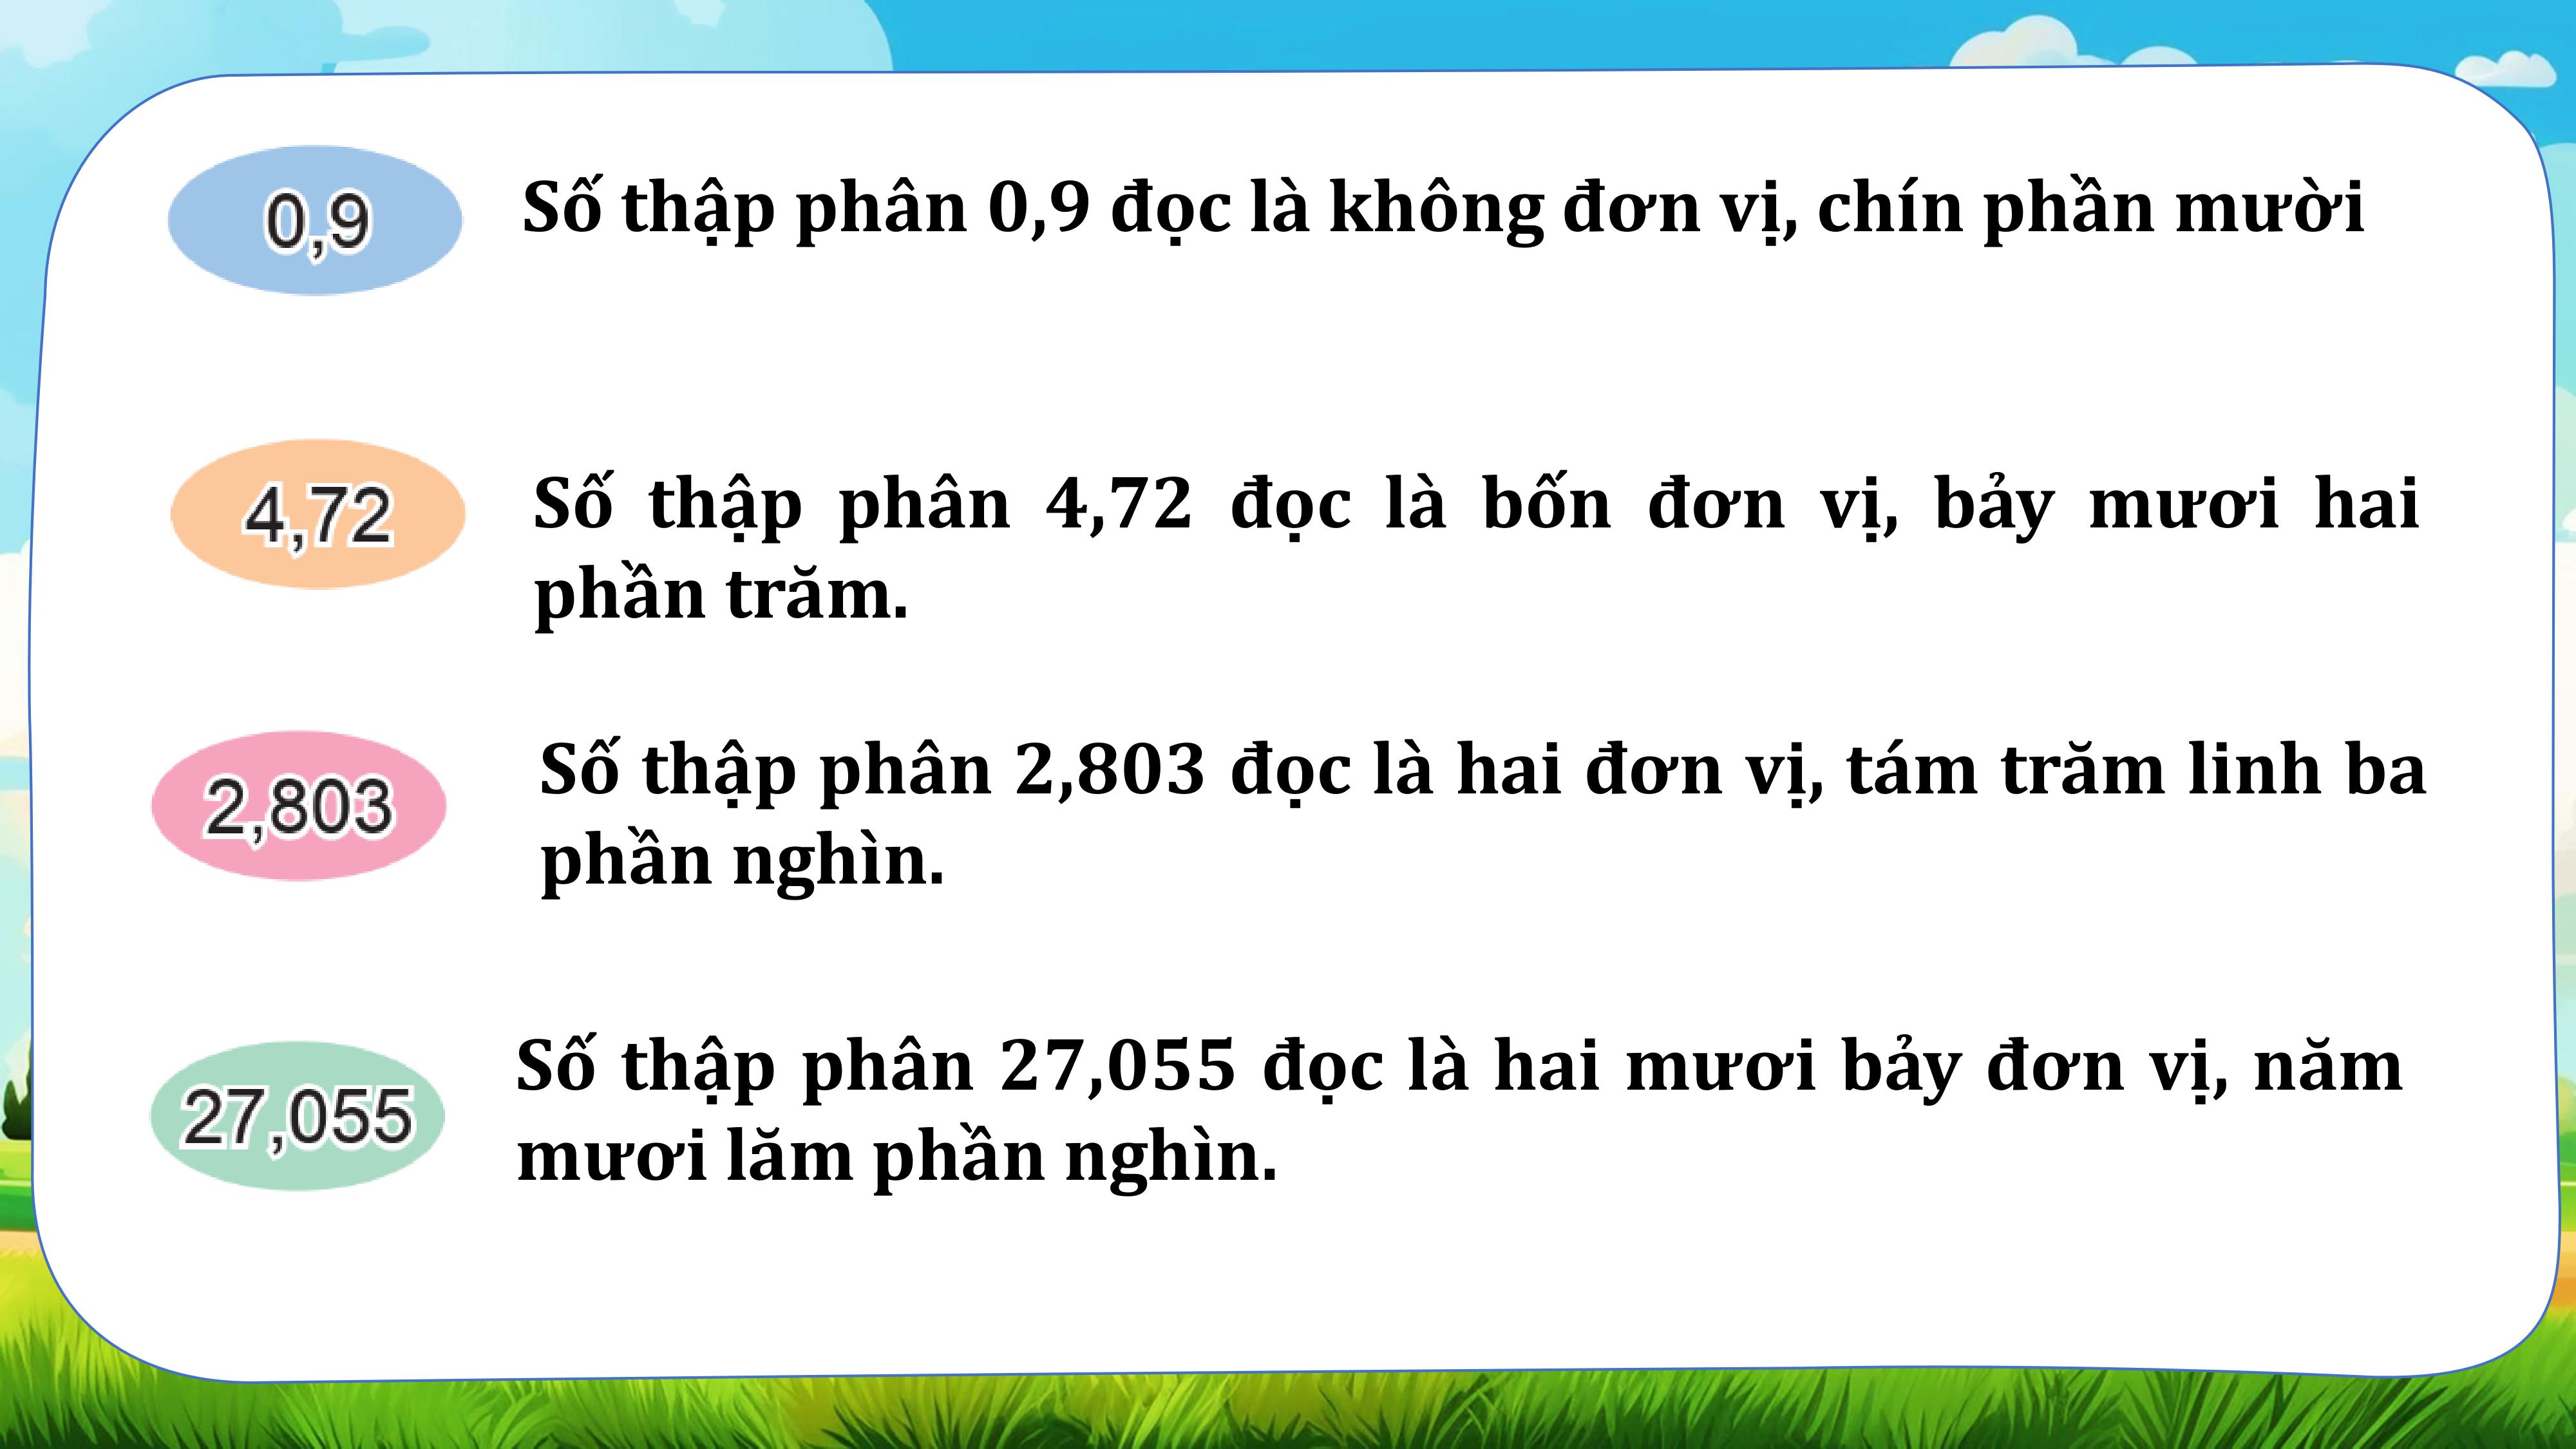 0,9
Số thập phân 0,9 đọc là không đơn vị, chín phần mười
4,72
Số thập phân 4,72 đọc là bốn đơn vị, bảy mươi hai
phần trăm.
2,803
Số thập phân 2,803 đọc là hai đơn vị, tám trăm linh ba
phần nghìn.
27,055
Số thập phân 27,055 đọc là hai mươi bảy đơn vị, năm
mươi lăm phần nghìn.